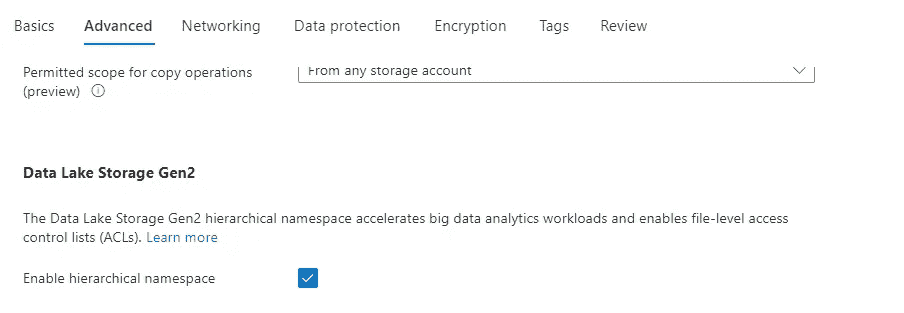 Basics Advanced Networking Data protection Encryption Tags Review
Permitted scope for copy operations
(preview)
From any storage account
Data Lake Storage Gen2
The Data Lake Storage Gen2 hierarchical namespace accelerates big data analytics workloads and enables file-level access
control lists (ACLs). Learn more
Enable hierarchical namespace